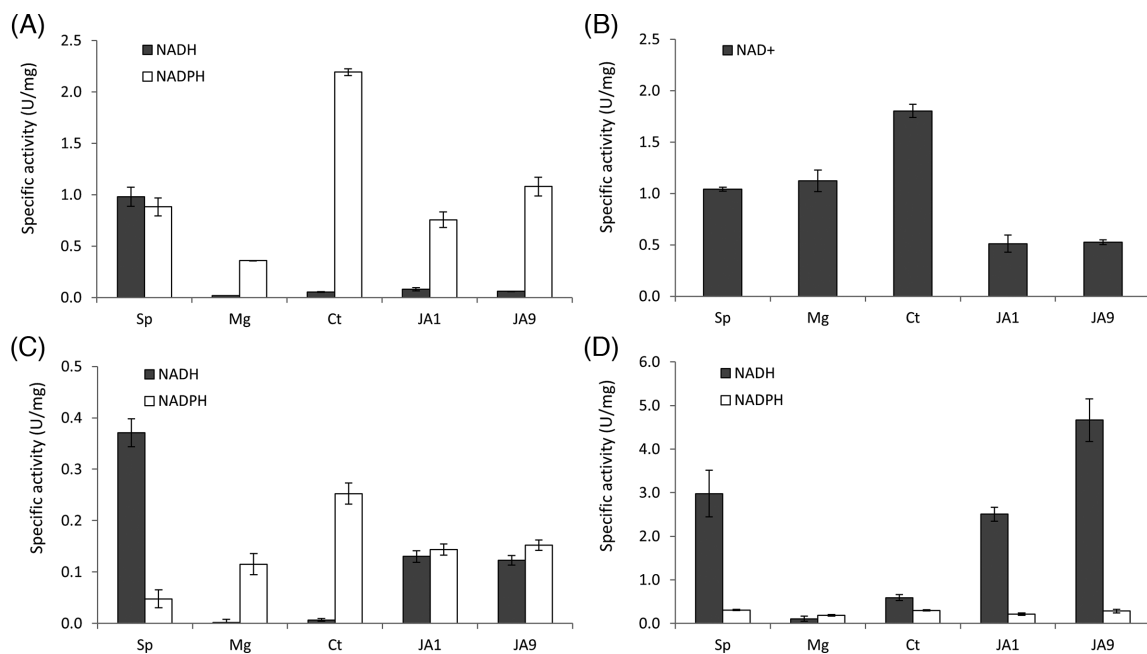 (A)
Specific activity (U/mg)
2.5
2.0
1.5
1.0
0.5
0.0
NADH
NADPH
Sp Mg Ct JA1 JA9
(B)
Specific activity (U/mg)
2.5
2.0
1.5
1.0
0.5
0.0
NAD+
Sp Mg Ct JA1 JA9
(C)
Specific activity (U/mg)
0.5
0.4
0.3
0.2
0.1
0.0
NADH
NADPH
Sp Mg Ct JA1 JA9
(D)
Specific activity (U/mg)
6.0
5.0
4.0
3.0
2.0
1.0
0.0
NADH
NADPH
Sp Mg Ct JA1 JA9